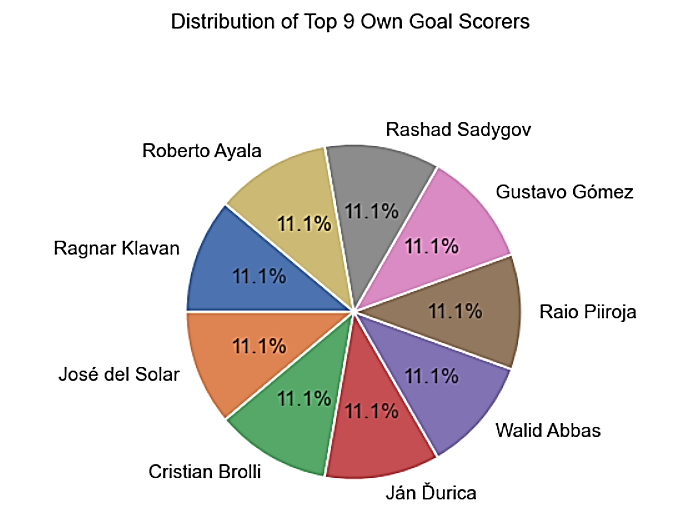 Distribution of Top 9 Own Goal Scorers
Rashad Sadygov
Roberto Ayala
Gustavo Gómez
11.1%
11.1%
11.1%
Ragnar Klavan
11.1%
Raio Piiroja
11.1%
José del Solar
11.1%
11.1%
Walid Abbas
11.1%
11.1%
Cristian Brolli
Ján Ďurica